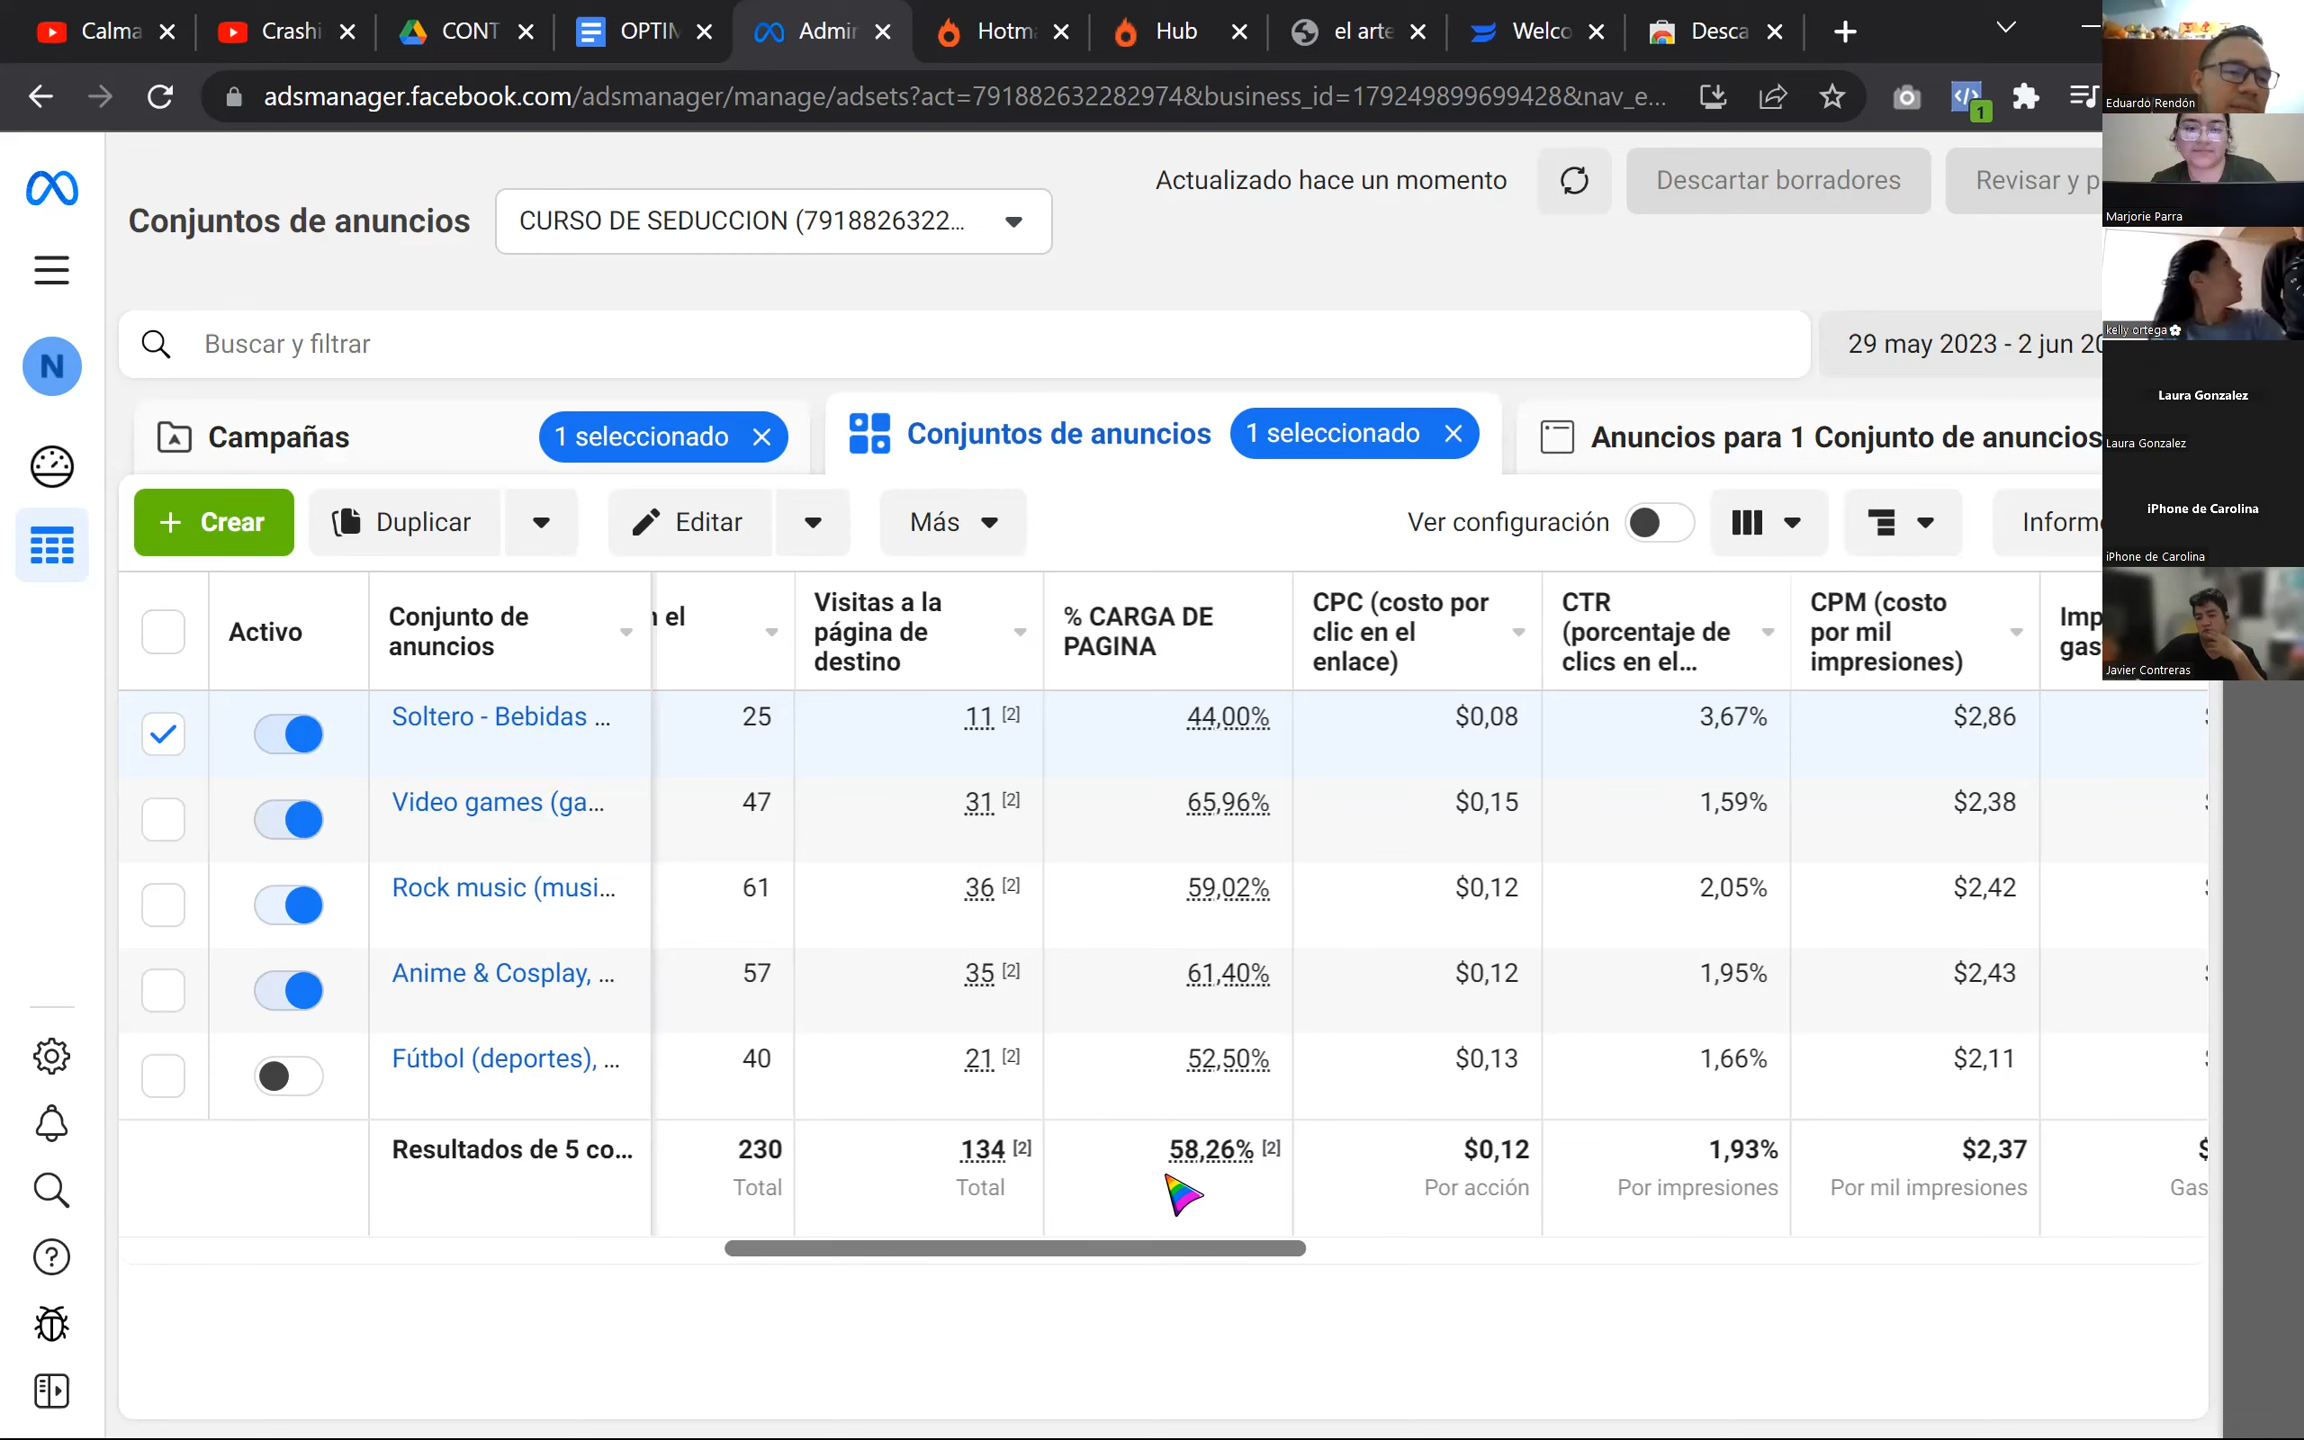 Calma
Crashi
CONT
OPTIM
Admir
Hotma
Hub
el arte
Welco
Desca
adsmanager.facebook.com/adsmanager/manage/adsets?act=791882632282974&business_id=179249899699428&nav_e...
1
Eduardo Rendón
Marjorie Parra
kelly ortega
Laura Gonzalez
Laura Gonzalez
iPhone de Carolina
iPhone de Carolina
Javier Contreras
Conjuntos de anuncios
CURSO DE SEDUCCION (7918826322...
Actualizado hace un momento
Descartar borradores
Revisar y p
N
Buscar y filtrar
29 may 2023 - 2 jun 20
Campañas
1 seleccionado
Conjuntos de anuncios
1 seleccionado
Anuncios para 1 Conjunto de anuncios
+ Crear
Duplicar
Editar
Más
Ver configuración
Inform
Activo
Conjunto de
anuncios
n el
Visitas a la
página de
destino
% CARGA DE
PAGINA
CPC (costo por
clic en el
enlace)
CTR
(porcentaje de
clics en el...
CPM (costo
por mil
impresiones)
Imp
gas
Soltero - Bebidas ... 25 11 [2] 44,00% $0,08 3,67% $2,86
Video games (ga... 47 31 [2] 65,96% $0,15 1,59% $2,38
Rock music (musi... 61 36 [2] 59,02% $0,12 2,05% $2,42
Anime & Cosplay, ... 57 35 [2] 61,40% $0,12 1,95% $2,43
Fútbol (deportes), ... 40 21 [2] 52,50% $0,13 1,66% $2,11
Resultados de 5 co... 230 134 [2] 58,26% [2] $0,12 1,93% $2,37 $
Total Total Por acción Por impresiones Por mil impresiones Gas